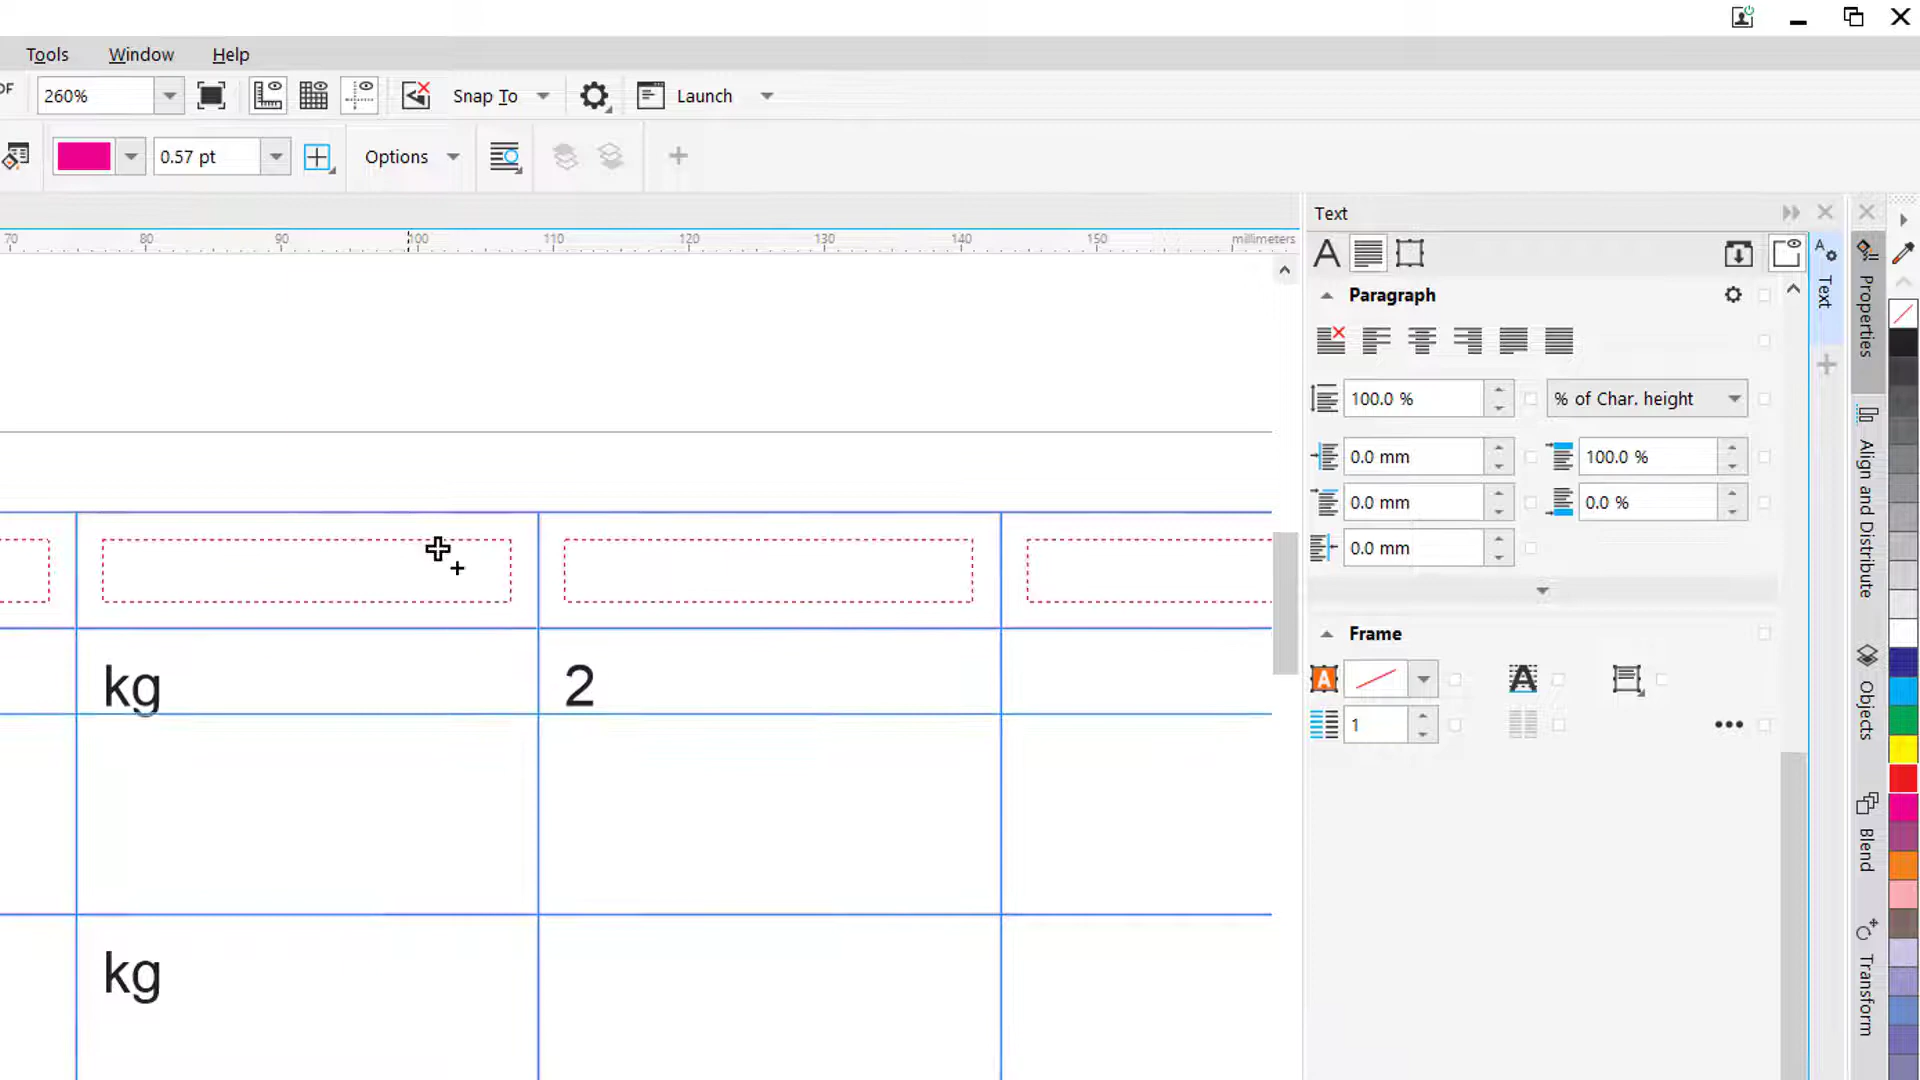 Tools Window Help
DF 260% Snap To Launch
0.57 pt Options
Text
70 80 90 100 110 120 130 140 150 millimeters
Paragraph
100.0 % % of Char. height
0.0 mm 100.0 %
0.0 mm 0.0 %
0.0 mm
Frame
1
kg 2
kg
Text
Properties
Align and Distribute
Objects
Blend
Transform